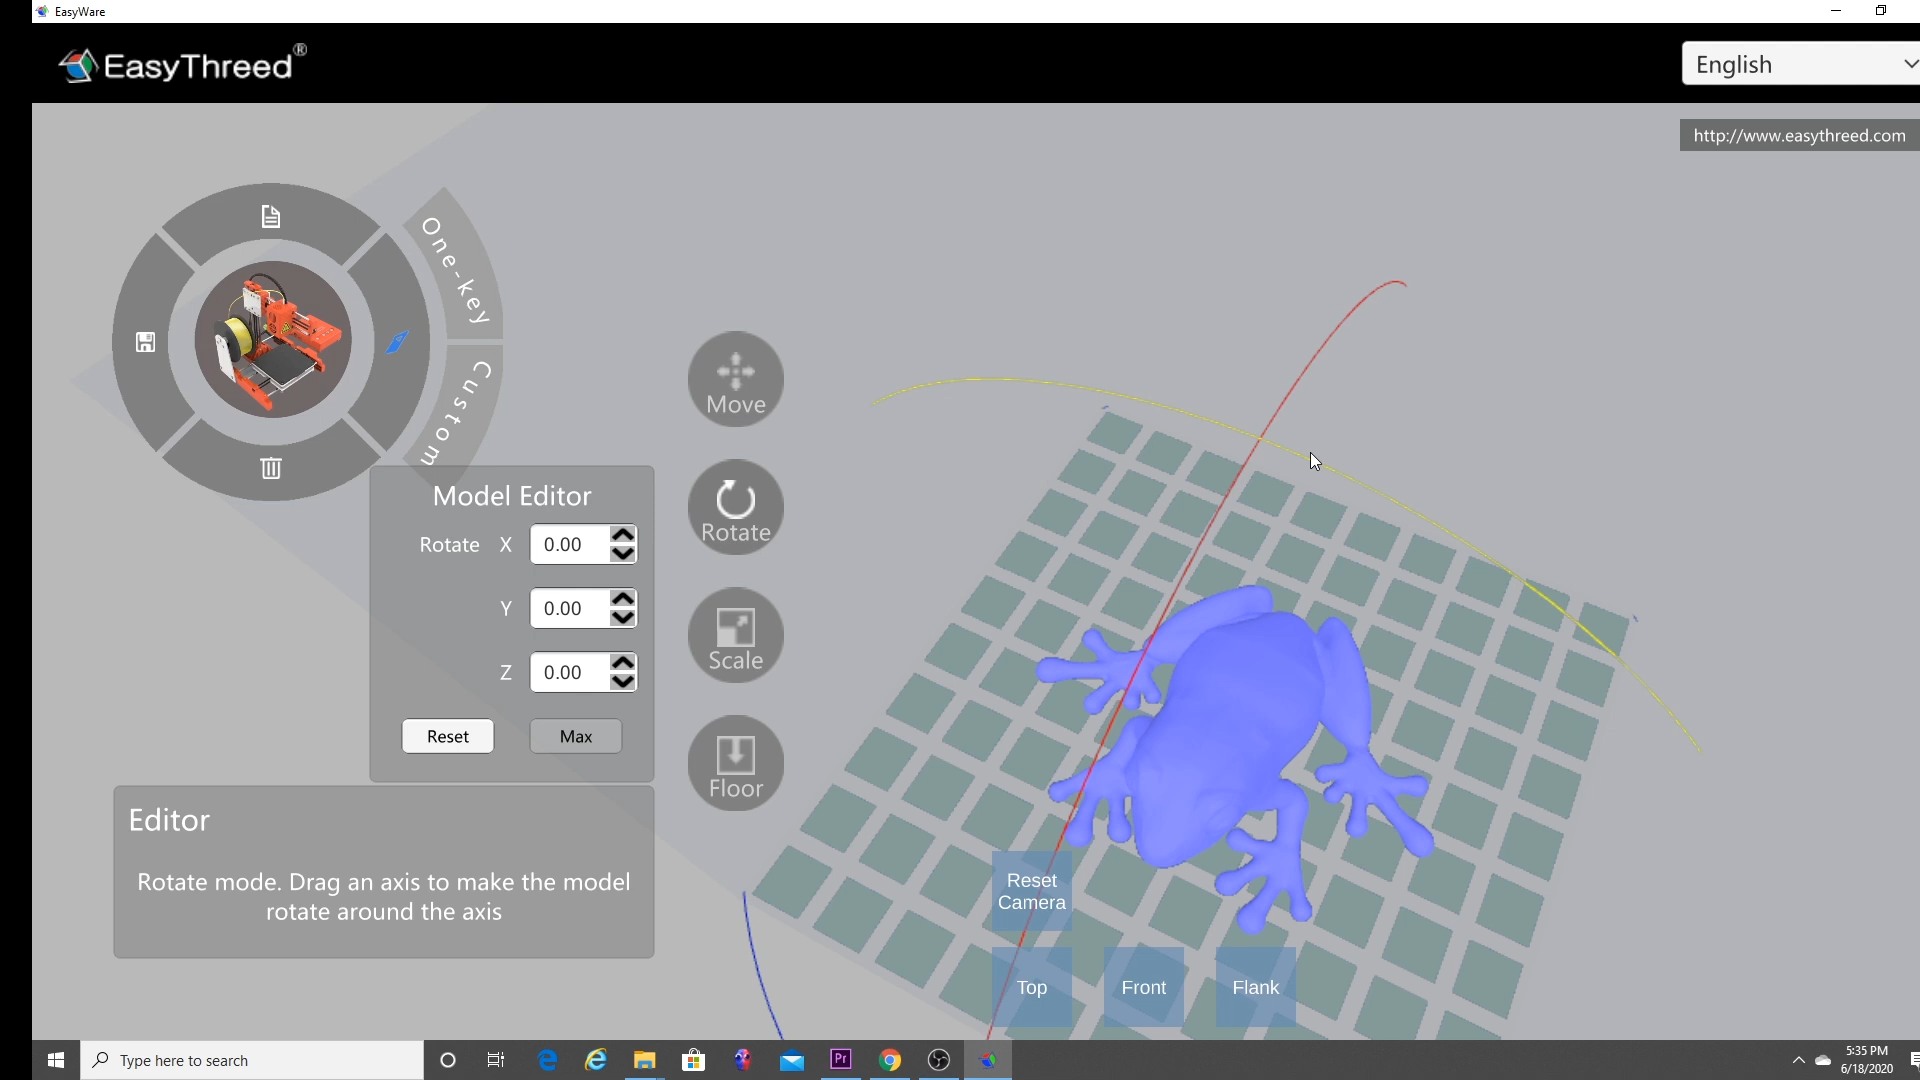 EasyWare
EasyThreed®
English
http://www.easythreed.com
One-key
Custom
Move
Model Editor
Rotate X 0.00
Y 0.00
Z 0.00
Reset Max
Rotate
Scale
Floor
Editor
Rotate mode. Drag an axis to make the model
rotate around the axis
Reset
Camera
Top Front Flank
Type here to search
Pr
5:35 PM
6/18/2020